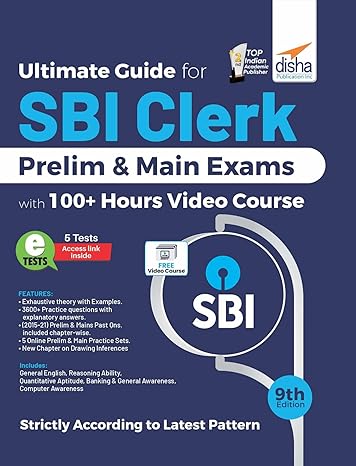 TOP
Indian
Academic
Publisher
disha
Publication Inc
Ultimate Guide for
SBI Clerk
Prelim & Main Exams
with 100+ Hours Video Course
e
TESTS
5 Tests
Access link
Inside
FREE
Video Course
SBI
FEATURES:
• Exhaustive theory with Examples.
• 3600+ Practice questions with
explanatory answers.
• (2015-21) Prelim & Mains Past Qns.
included chapter-wise.
• 5 Online Prelim & Main Practice Sets.
• New Chapter on Drawing Inferences
Includes:
General English, Reasoning Ability,
Quantitative Aptitude, Banking & General Awareness,
Computer Awareness
9th
Edition
Strictly According to Latest Pattern